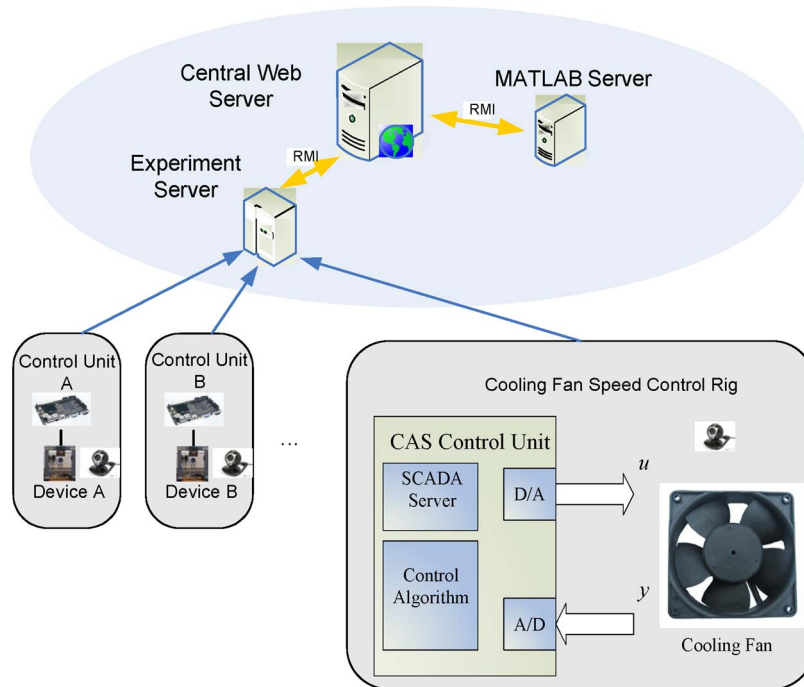 Central Web
Server
MATLAB Server
RMI
RMI
Experiment
Server
Control Unit
A
Device A
Control Unit
B
Device B
...
Cooling Fan Speed Control Rig
CAS Control Unit
SCADA
Server
D/A
u
Control
Algorithm
A/D
y
Cooling Fan